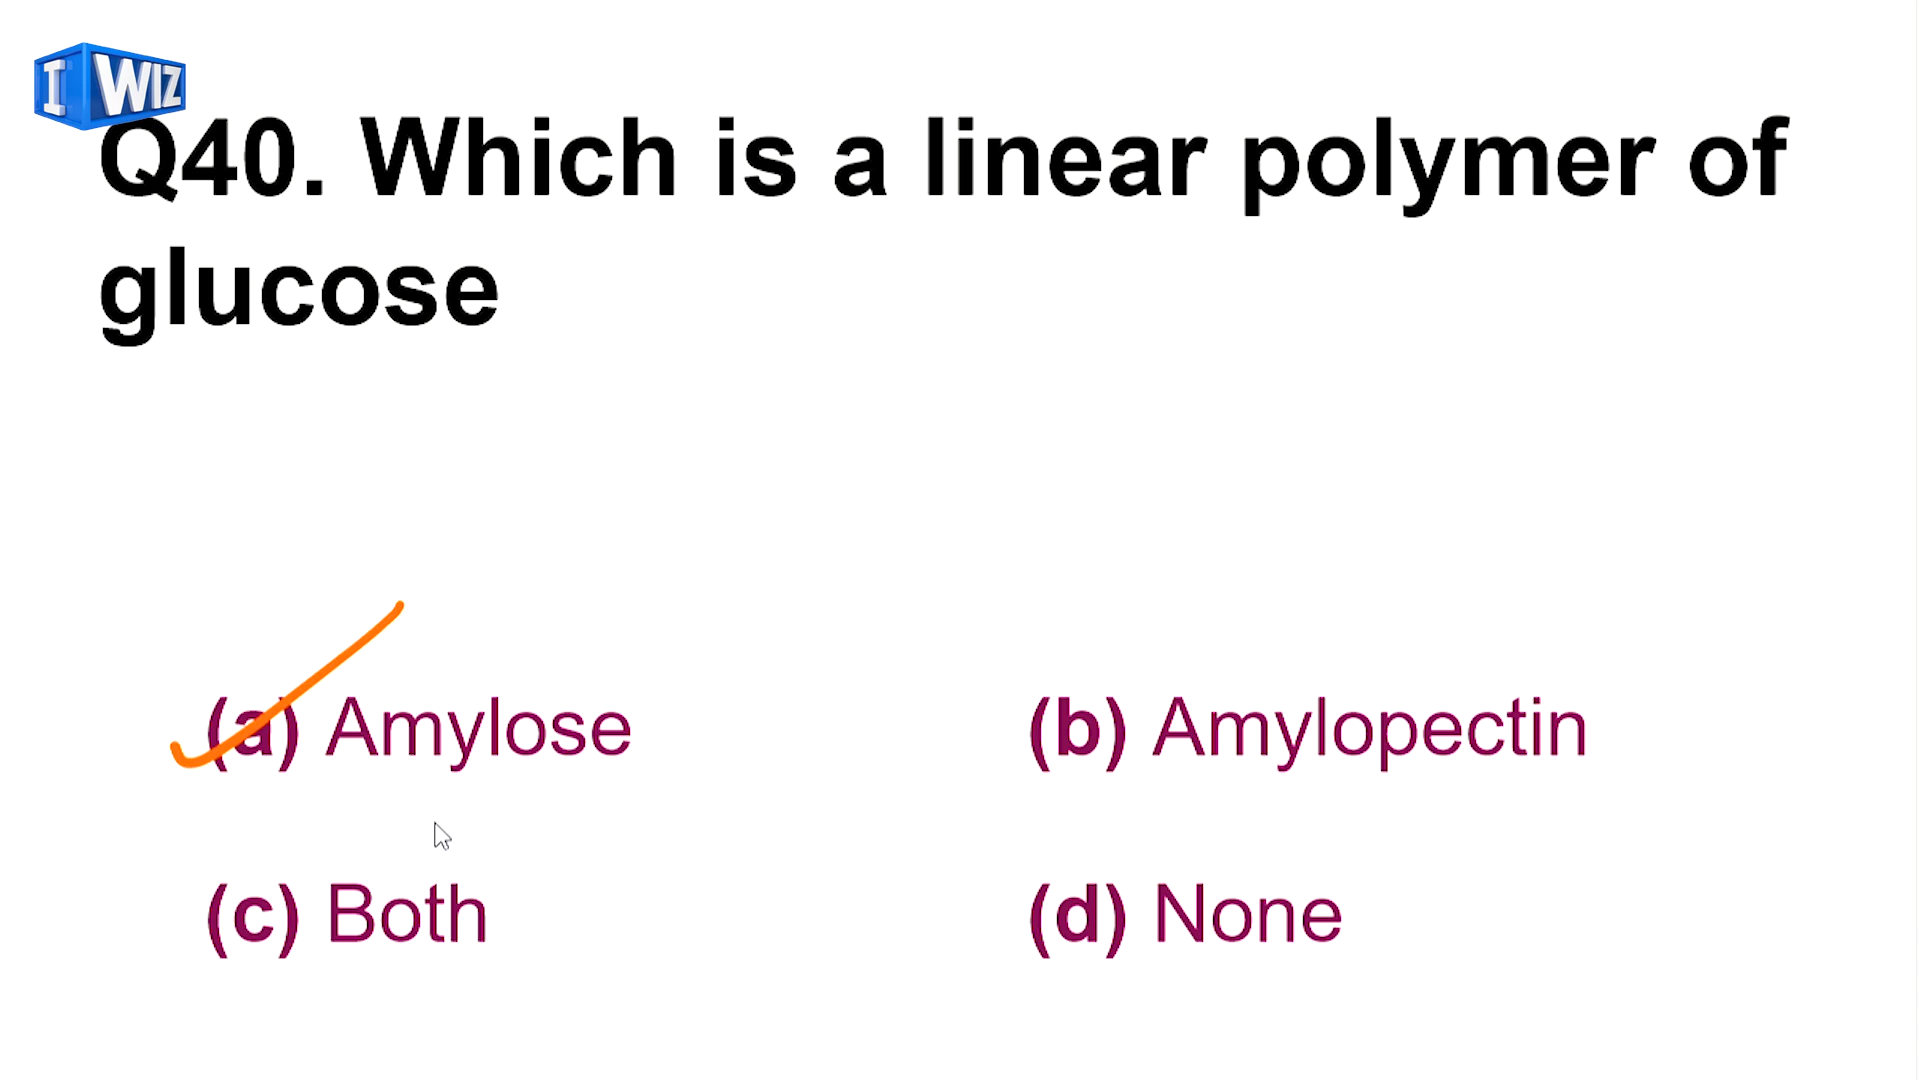 I WIZ
Q40. Which is a linear polymer of
glucose
(a) Amylose
(b) Amylopectin
(c) Both
(d) None